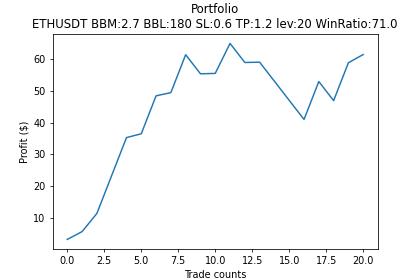 Portfolio
ETHUSDT BBM:2.7 BBL:180 SL:0.6 TP:1.2 lev:20 WinRatio:71.0
Profit ($)
60
50
40
30
20
10
0.0 2.5 5.0 7.5 10.0 12.5 15.0 17.5 20.0
Trade counts